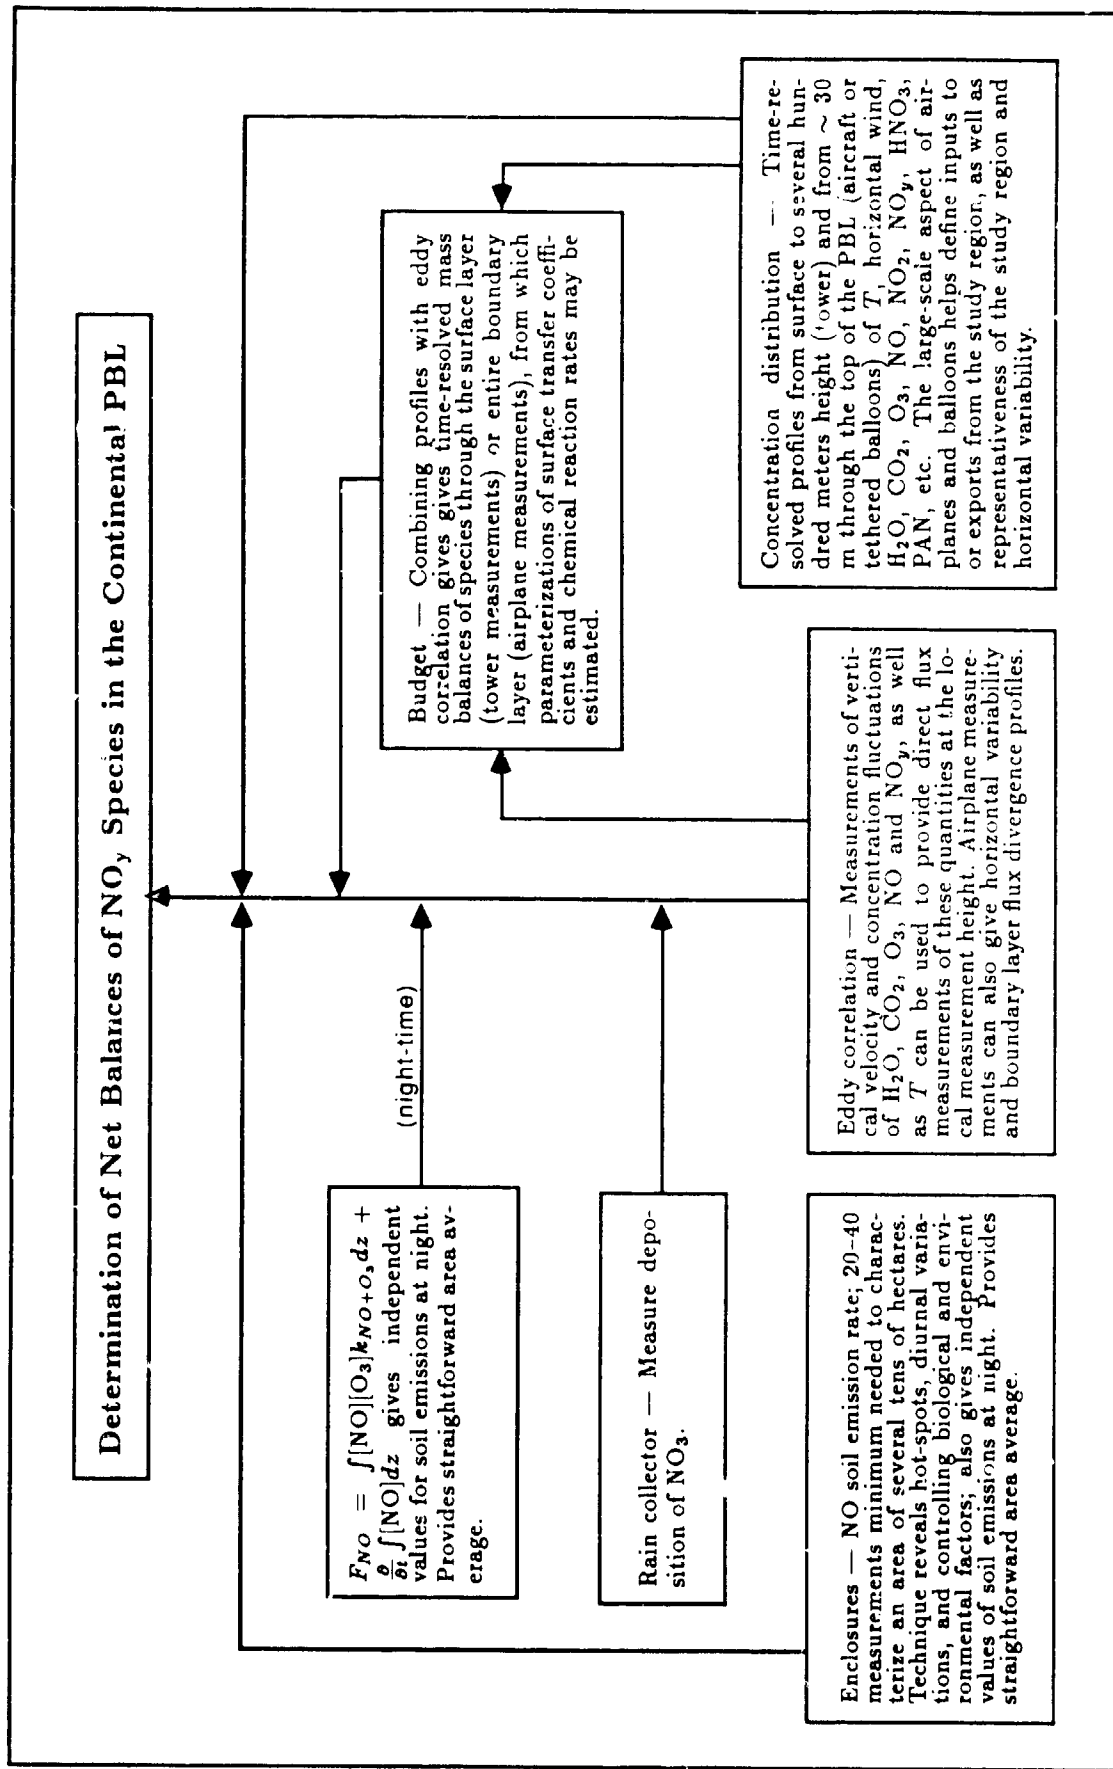 Determination of Net Balances of NOy Species in the Continental PBL
(night-time)
F_NO = ∫[NO][O₃]k_NO+O₃ dz +
∂/∂t ∫[NO]dz gives independent
values for soil emissions at night.
Provides straightforward area av-
erage.
Rain collector — Measure depo-
sition of NO₃.
Budget — Combining profiles with eddy
correlation gives gives time-resolved mass
balances of species through the surface layer
(tower measurements) or entire boundary
layer (airplane measurements), from which
parameterizations of surface transfer coeffi-
cients and chemical reaction rates may be
estimated.
Enclosures — NO soil emission rate; 20–40
measurements minimum needed to charac-
terize an area of several tens of hectares.
Technique reveals hot-spots, diurnal varia-
tions, and controlling biological and envi-
ronmental factors; also gives independent
values of soil emissions at night. Provides
straightforward area average.
Eddy correlation — Measurements of verti-
cal velocity and concentration fluctuations
of H₂O, CO₂, O₃, NO and NOy, as well
as T can be used to provide direct flux
measurements of these quantities at the lo-
cal measurement height. Airplane measure-
ments can also give horizontal variability
and boundary layer flux divergence profiles.
Concentration distribution — Time-re-
solved profiles from surface to several hun-
dred meters height (tower) and from ~ 30
m through the top of the PBL (aircraft or
tethered balloons) of T, horizontal wind,
H₂O, CO₂, O₃, NO, NO₂, NOy, HNO₃,
PAN, etc. The large-scale aspect of air-
planes and balloons helps define inputs to
or exports from the study region, as well as
representativeness of the study region and
horizontal variability.